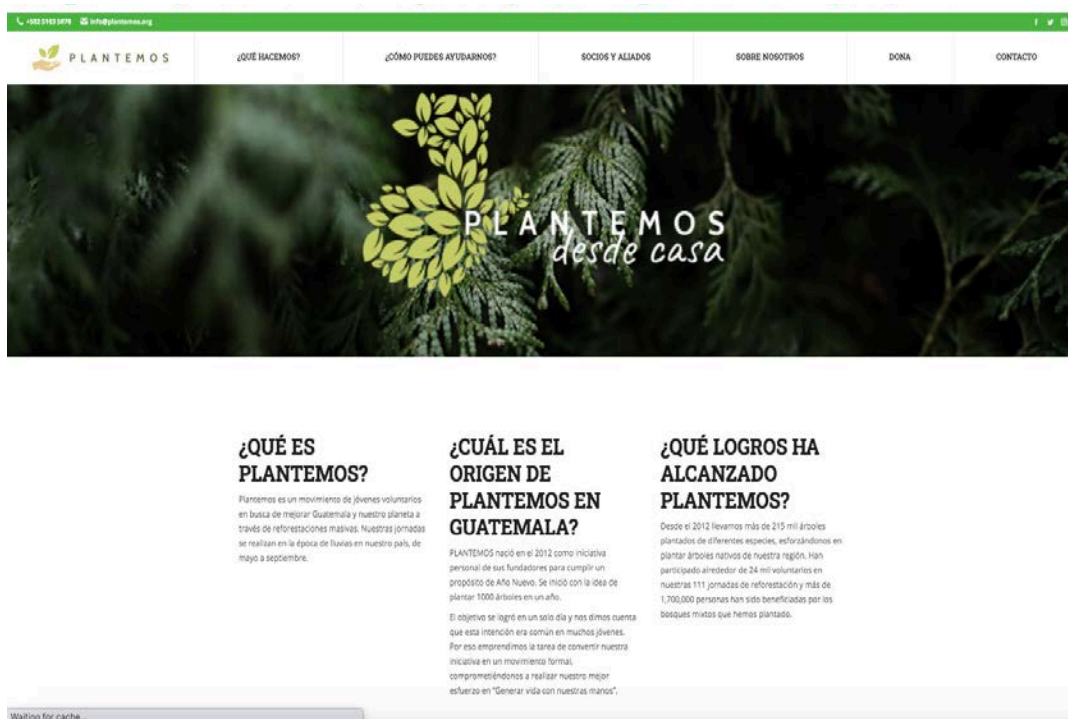 info@plantemos.org
PLANTEMOS
¿QUÉ HACEMOS?
¿CÓMO PUEDES AYUDARNOS?
SOCIOS Y ALIADOS
SOBRE NOSOTROS
DONA
CONTACTO
PLANTEMOS
desde casa
¿QUÉ ES
PLANTEMOS?
Plantemos es un movimiento de jóvenes voluntarios
en busca de mejorar Guatemala y nuestro planeta a
través de reforestaciones masivas. Nuestras jornadas
se realizan en la época de lluvias en nuestro país, de
mayo a septiembre.
¿CUÁL ES EL
ORIGEN DE
PLANTEMOS EN
GUATEMALA?
PLANTEMOS nació en el 2012 como iniciativa
personal de sus fundadores para cumplir un
propósito de Año Nuevo. Se inició con la idea de
plantar 1000 árboles en un año.
El objetivo se logró en un solo día y nos dimos cuenta
que esta intención era común en muchos jóvenes.
Por eso emprendimos la tarea de convertir nuestra
iniciativa en un movimiento formal,
comprometiéndonos a realizar nuestro mejor
esfuerzo en "Generar vida con nuestras manos".
¿QUÉ LOGROS HA
ALCANZADO
PLANTEMOS?
Desde el 2012 llevamos más de 215 mil árboles
plantados de diferentes especies, esforzándonos en
plantar árboles nativos de nuestra región. Han
participado alrededor de 24 mil voluntarios en
nuestras 111 jornadas de reforestación y más de
1,700,000 personas han sido beneficiadas por los
bosques mixtos que hemos plantado.
Waiting for cache...